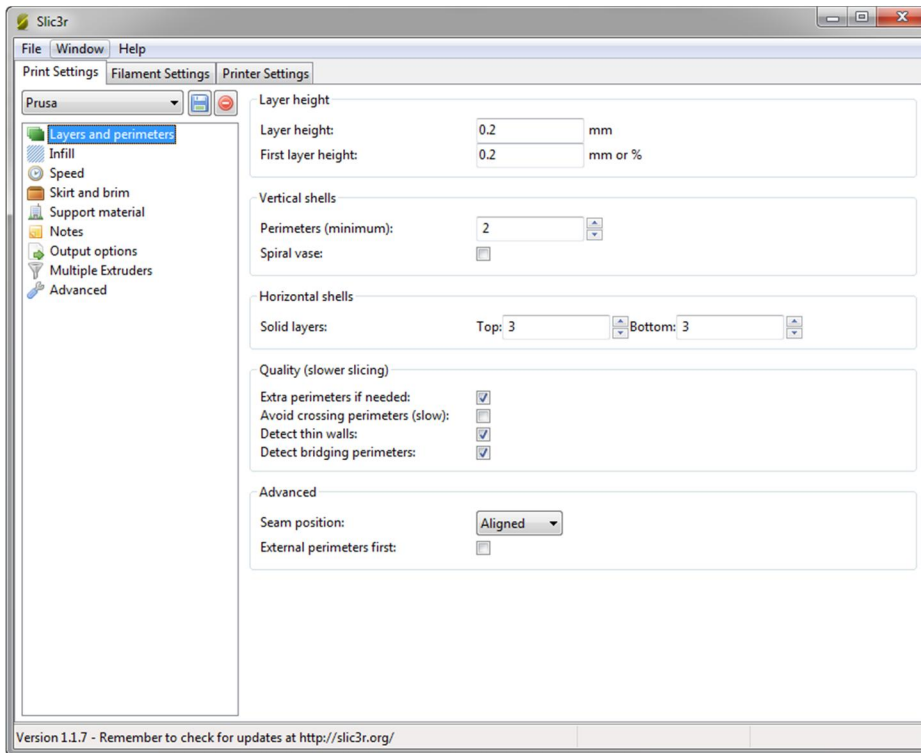 Slic3r
File Window Help
Print Settings Filament Settings Printer Settings
Prusa
Layers and perimeters
Infill
Speed
Skirt and brim
Support material
Notes
Output options
Multiple Extruders
Advanced
Layer height
Layer height: 0.2 mm
First layer height: 0.2 mm or %
Vertical shells
Perimeters (minimum): 2
Spiral vase:
Horizontal shells
Solid layers: Top: 3 Bottom: 3
Quality (slower slicing)
Extra perimeters if needed:
Avoid crossing perimeters (slow):
Detect thin walls:
Detect bridging perimeters:
Advanced
Seam position: Aligned
External perimeters first:
Version 1.1.7 - Remember to check for updates at http://slic3r.org/